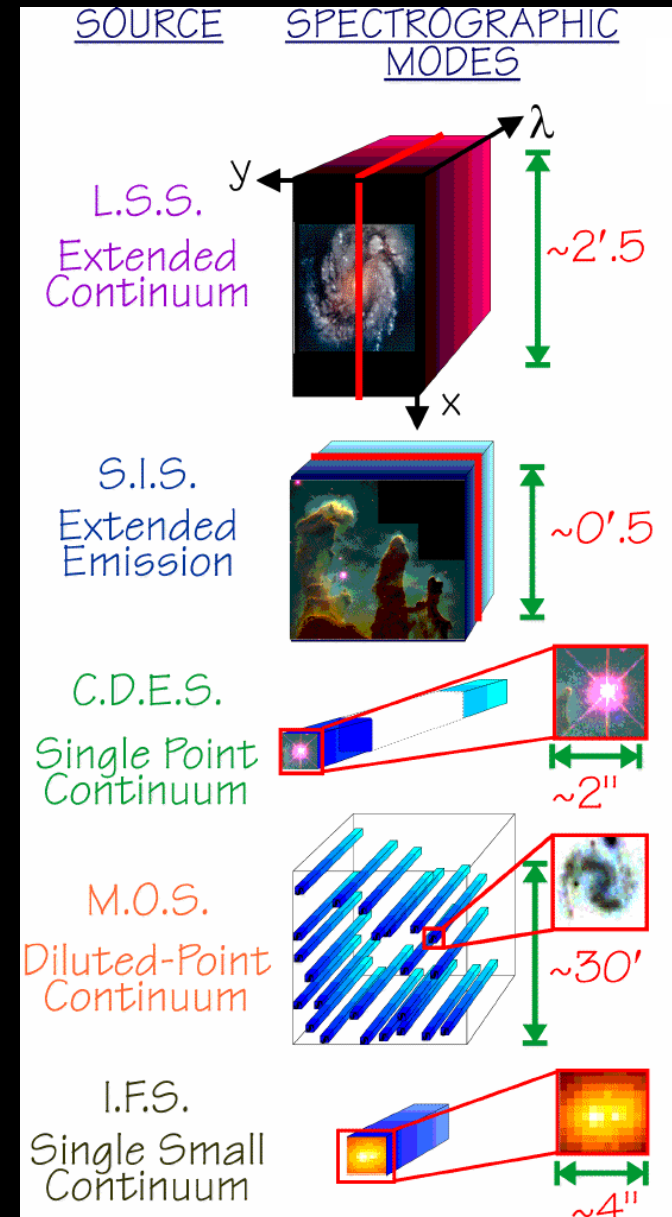 SOURCE SPECTROGRAPHIC
MODES
λ
y
L.S.S.
Extended
Continuum
~2'.5
x
S.I.S.
Extended
Emission
~0'.5
C.D.E.S.
Single Point
Continuum
~2"
M.O.S.
Diluted-Point
Continuum
~30'
I.F.S.
Single Small
Continuum
~4"